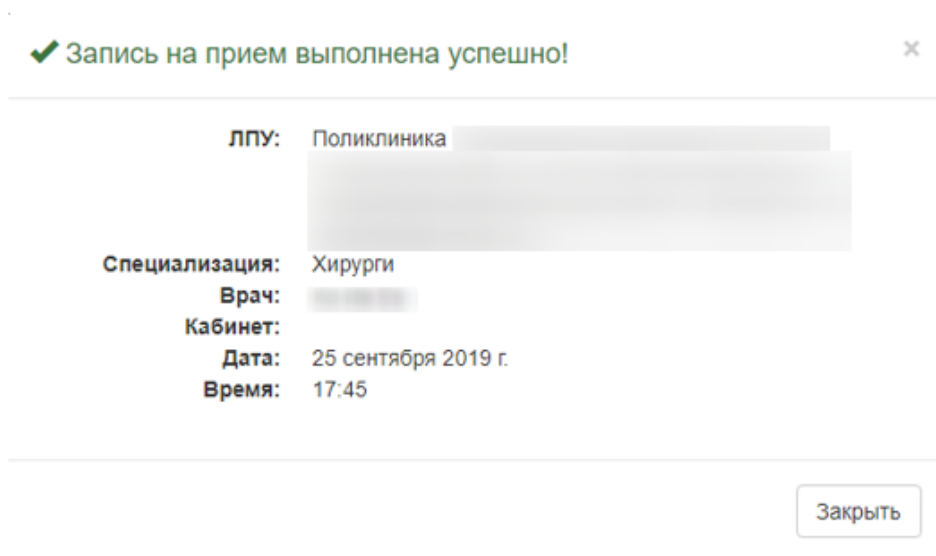 Запись на прием выполнена успешно! ×
ЛПУ: Поликлиника
Специализация: Хирурги
Врач:
Кабинет:
Дата: 25 сентября 2019 г.
Время: 17:45
Закрыть